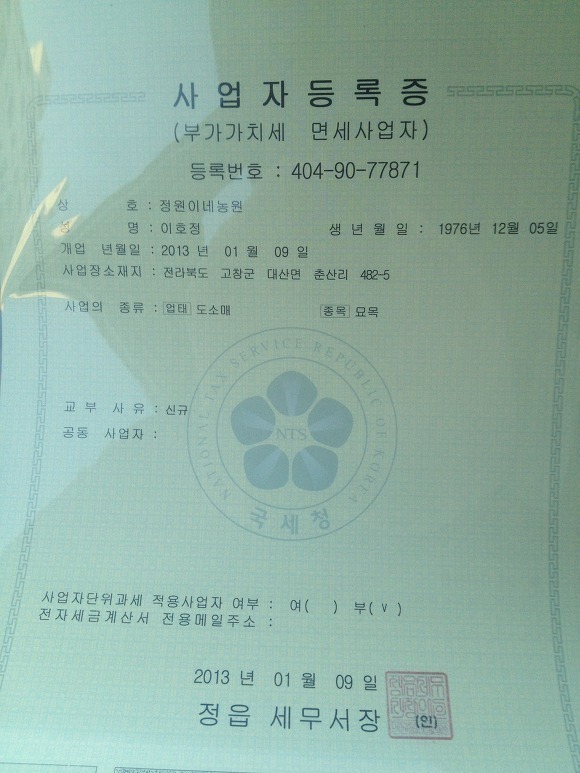 사업자등록증
(부가가치세 면세사업자)
등록번호 : 404-90-77871
상 호 : 정원이네농원
성 명 : 이호정 생 년 월 일 : 1976년 12월 05일
개업 년월일 : 2013 년 01 월 09 일
사업장소재지 : 전라북도 고창군 대산면 춘산리 482-5
사업의 종류 : 업태 도소매 종목 묘목
NATIONAL TAX SERVICE REPUBLIC OF KOREA
NTS
국세청
교 부 사 유 : 신규
공동 사업자 :
사업자단위과세 적용사업자 여부 : 여( ) 부( v )
전자세금계산서 전용메일주소 :
2013 년 01 월 09 일
정읍 세무서장 (인)